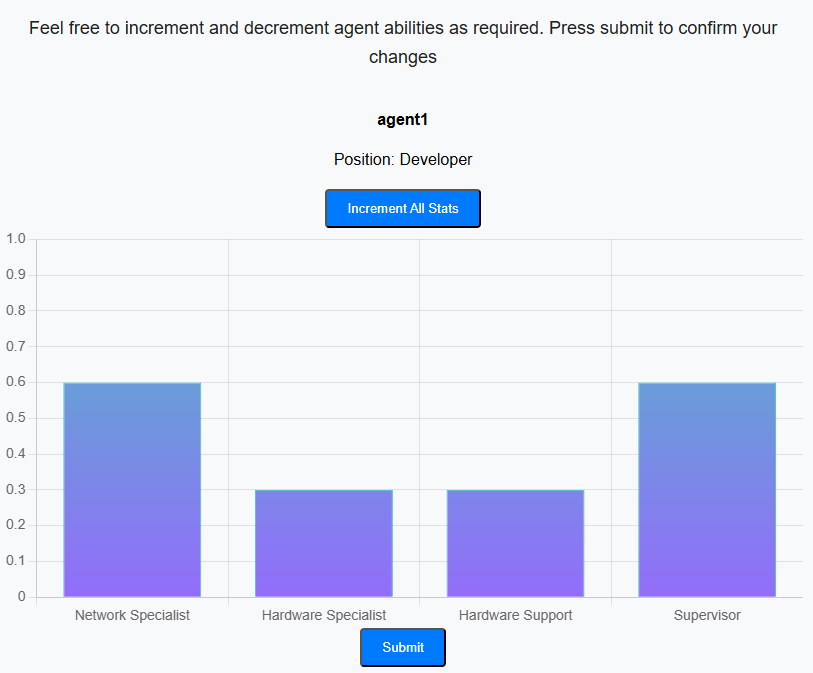 Feel free to increment and decrement agent abilities as required. Press submit to confirm your
changes
agent1
Position: Developer
Increment All Stats
1.0
0.9
0.8
0.7
0.6
0.5
0.4
0.3
0.2
0.1
0
Network Specialist Hardware Specialist Hardware Support Supervisor
Submit